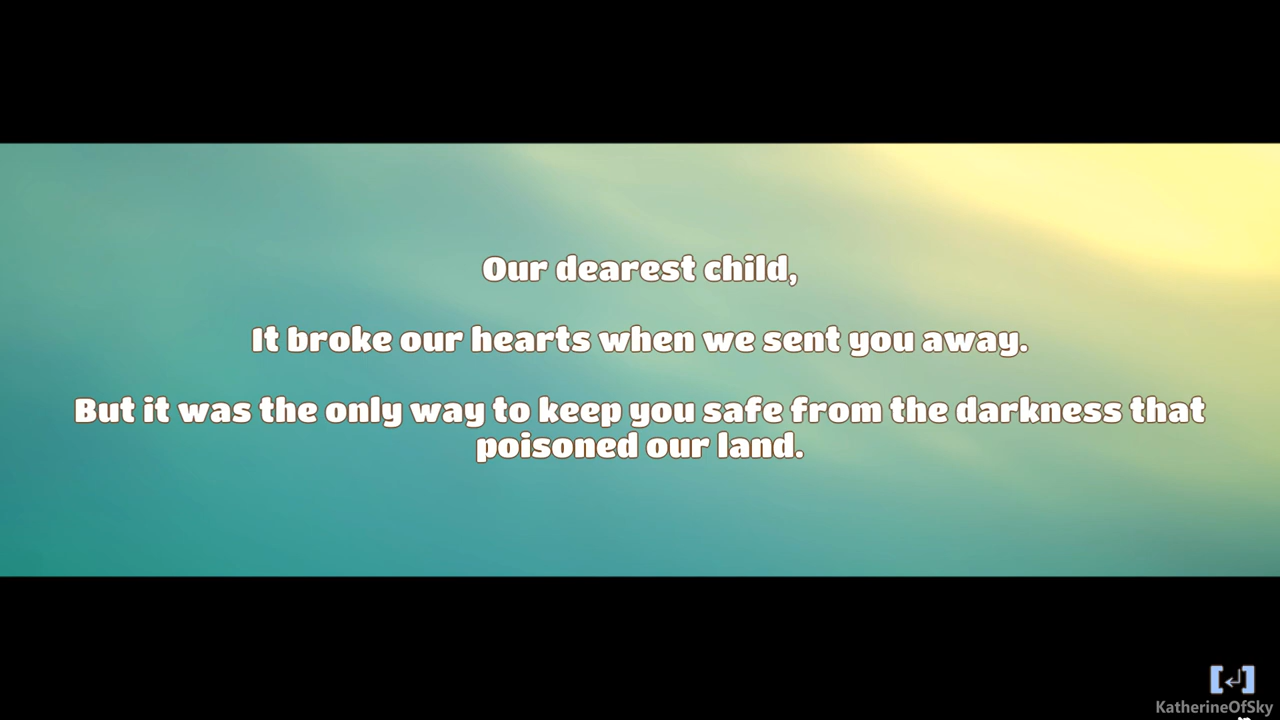 Our dearest child,
It broke our hearts when we sent you away.
But it was the only way to keep you safe from the darkness that
poisoned our land.
[↵]
KatherineOfSky